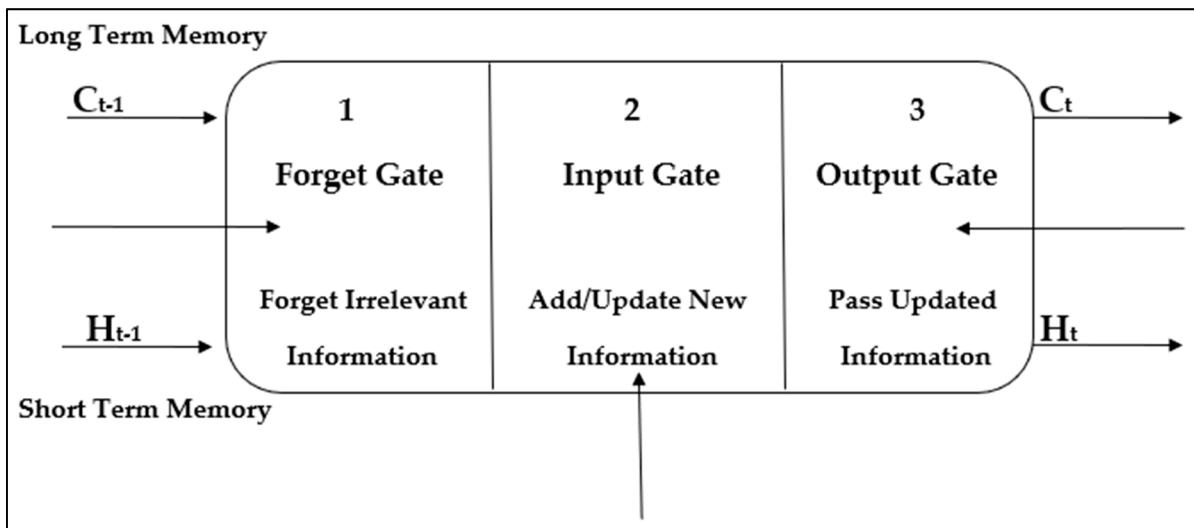 Long Term Memory
Ct-1
1
2
3
Ct
Forget Gate
Input Gate
Output Gate
Forget Irrelevant
Information
Add/Update New
Information
Pass Updated
Information
Ht-1
Ht
Short Term Memory